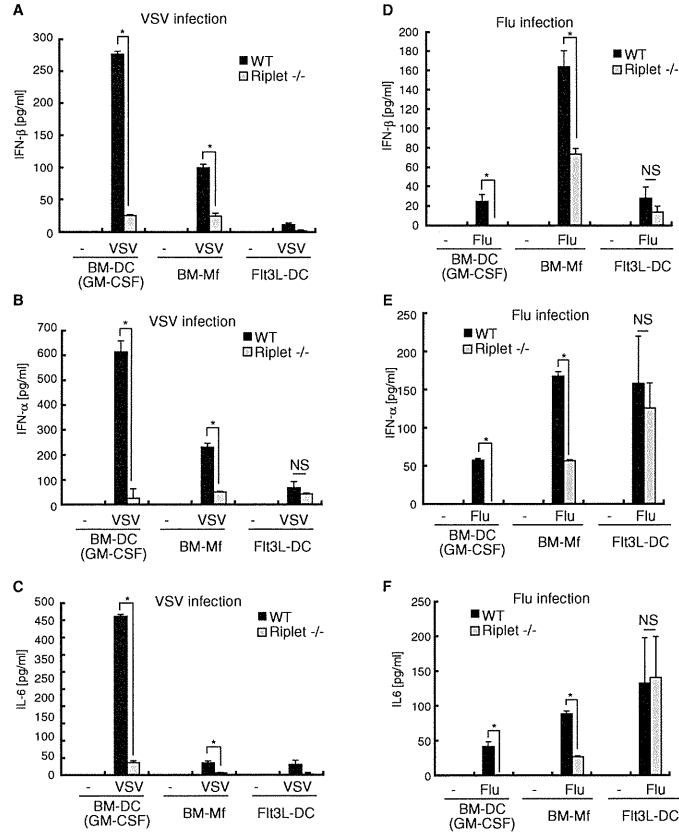 A
VSV infection
IFN-β [pg/ml]
300
250
200
150
100
50
0
*
*
WT
Riplet -/-
- VSV - VSV - VSV
BM-DC (GM-CSF)
BM-Mf
Flt3L-DC
B
VSV infection
IFN-α [pg/ml]
700
600
500
400
300
200
100
0
*
*
NS
WT
Riplet -/-
- VSV - VSV - VSV
BM-DC (GM-CSF)
BM-Mf
Flt3L-DC
C
VSV infection
IL-6 [pg/ml]
500
450
400
350
300
250
200
150
100
50
0
*
*
WT
Riplet -/-
- VSV - VSV - VSV
BM-DC (GM-CSF)
BM-Mf
Flt3L-DC
D
Flu infection
IFN-β [pg/ml]
200
180
160
140
120
100
80
60
40
20
0
*
*
NS
WT
Riplet -/-
- Flu - Flu - Flu
BM-DC (GM-CSF)
BM-Mf
Flt3L-DC
E
Flu infection
IFN-α [pg/ml]
250
200
150
100
50
0
*
*
NS
WT
Riplet -/-
- Flu - Flu - Flu
BM-DC (GM-CSF)
BM-Mf
Flt3L-DC
F
Flu infection
IL6 [pg/ml]
250
200
150
100
50
0
*
*
NS
WT
Riplet -/-
- Flu - Flu - Flu
BM-DC (GM-CSF)
BM-Mf
Flt3L-DC